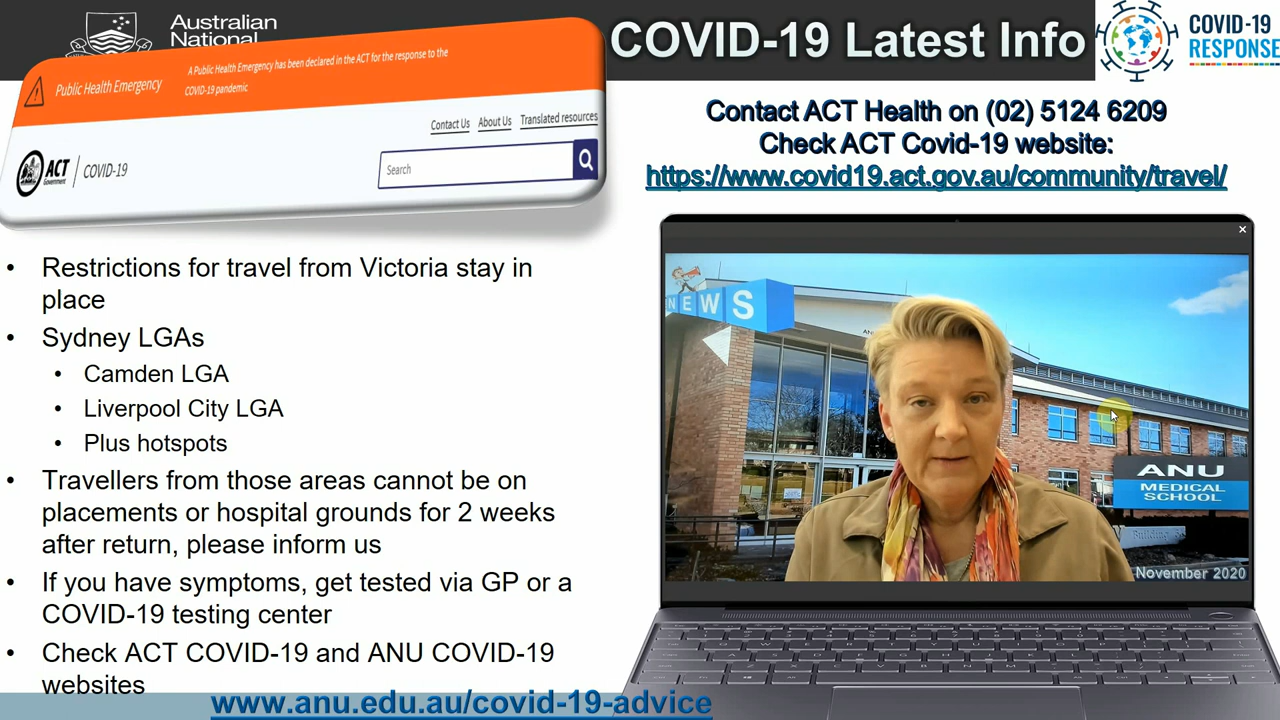 Australian
National
COVID-19 Latest Info
COVID-19
RESPONSE
Public Health Emergency
A Public Health Emergency has been declared in the ACT for the response to the
COVID-19 pandemic
Contact Us About Us Translated resources
ACT
Government
COVID-19
Search
Contact ACT Health on (02) 5124 6209
Check ACT Covid-19 website:
https://www.covid19.act.gov.au/community/travel/
• Restrictions for travel from Victoria stay in
place
• Sydney LGAs
• Camden LGA
• Liverpool City LGA
• Plus hotspots
• Travellers from those areas cannot be on
placements or hospital grounds for 2 weeks
after return, please inform us
• If you have symptoms, get tested via GP or a
COVID-19 testing center
• Check ACT COVID-19 and ANU COVID-19
websites
www.anu.edu.au/covid-19-advice
NEWS
ANU
MEDICAL
SCHOOL
November 2020